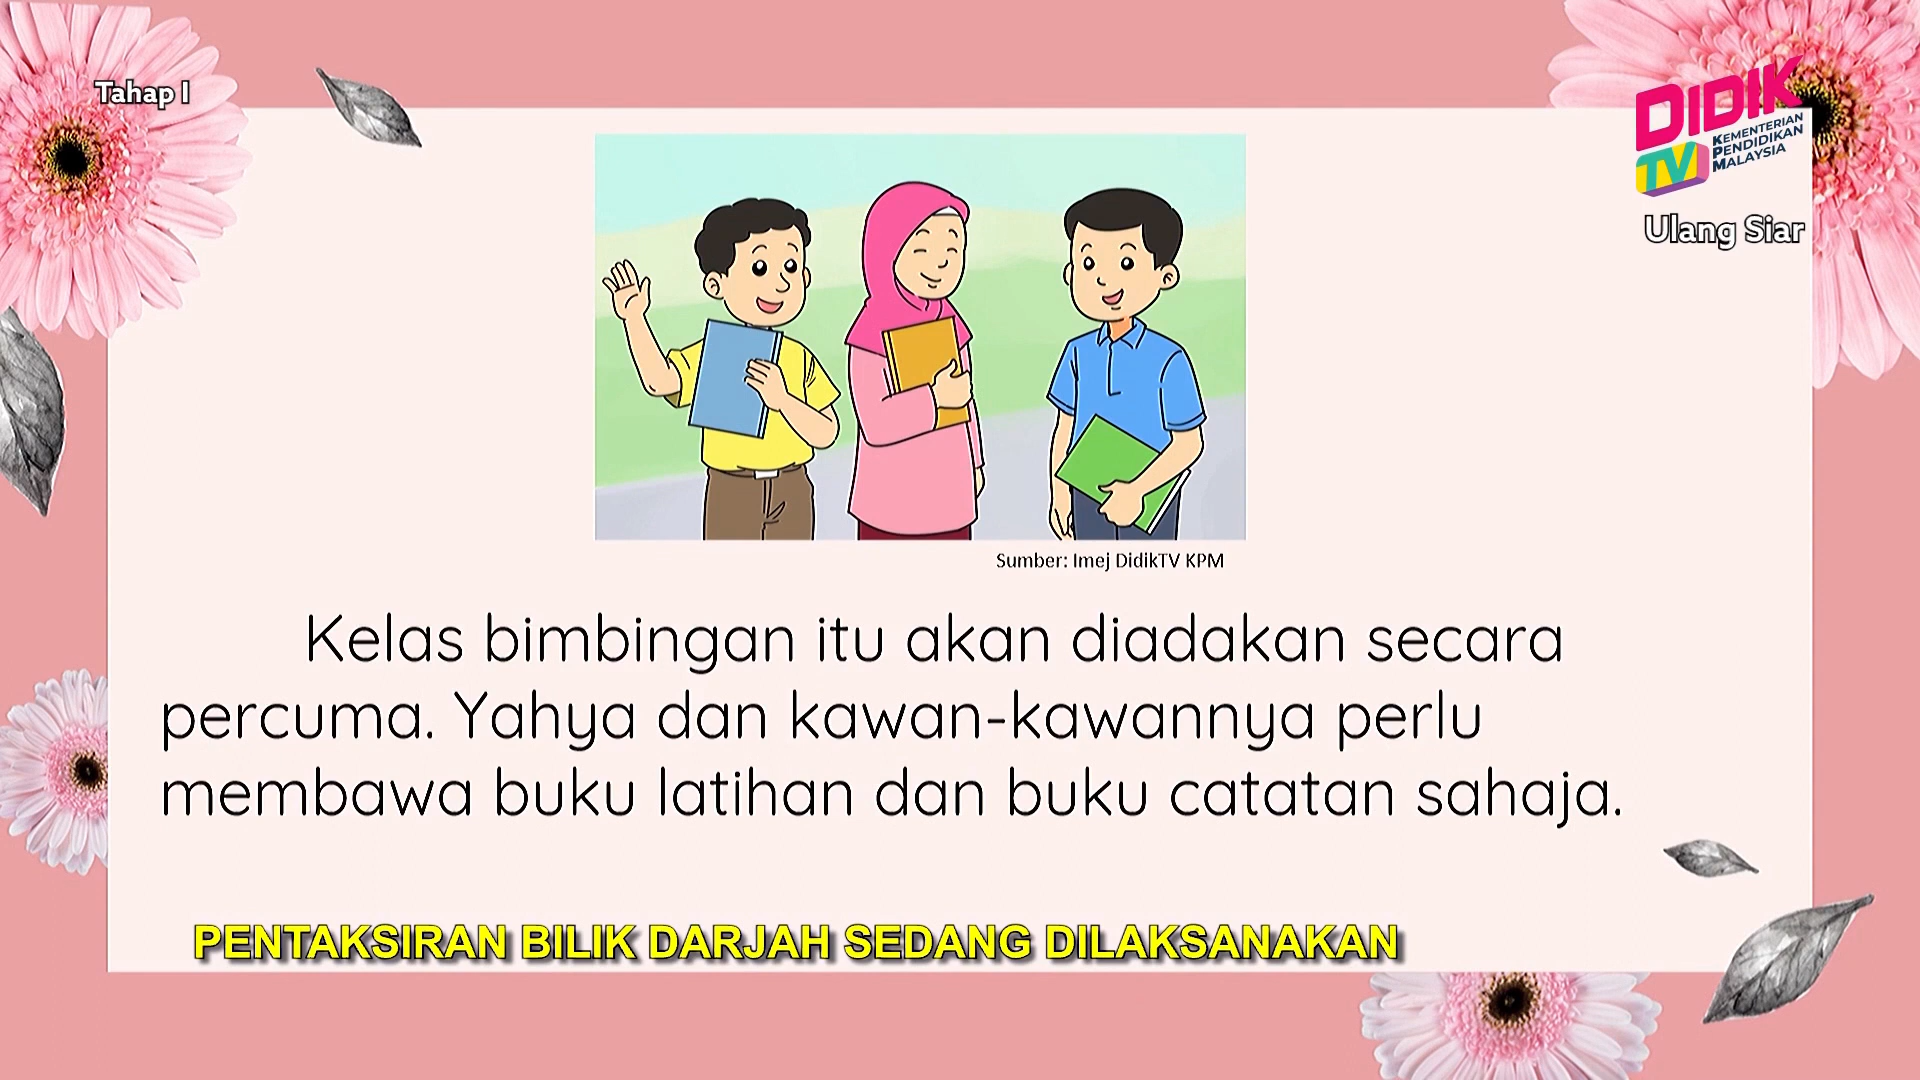 Tahap I
DIDIK
TV
KEMENTERIAN
PENDIDIKAN
MALAYSIA
Ulang Siar
Sumber: Imej DidikTV KPM
Kelas bimbingan itu akan diadakan secara
percuma. Yahya dan kawan-kawannya perlu
membawa buku latihan dan buku catatan sahaja.
PENTAKSIRAN BILIK DARJAH SEDANG DILAKSANAKAN